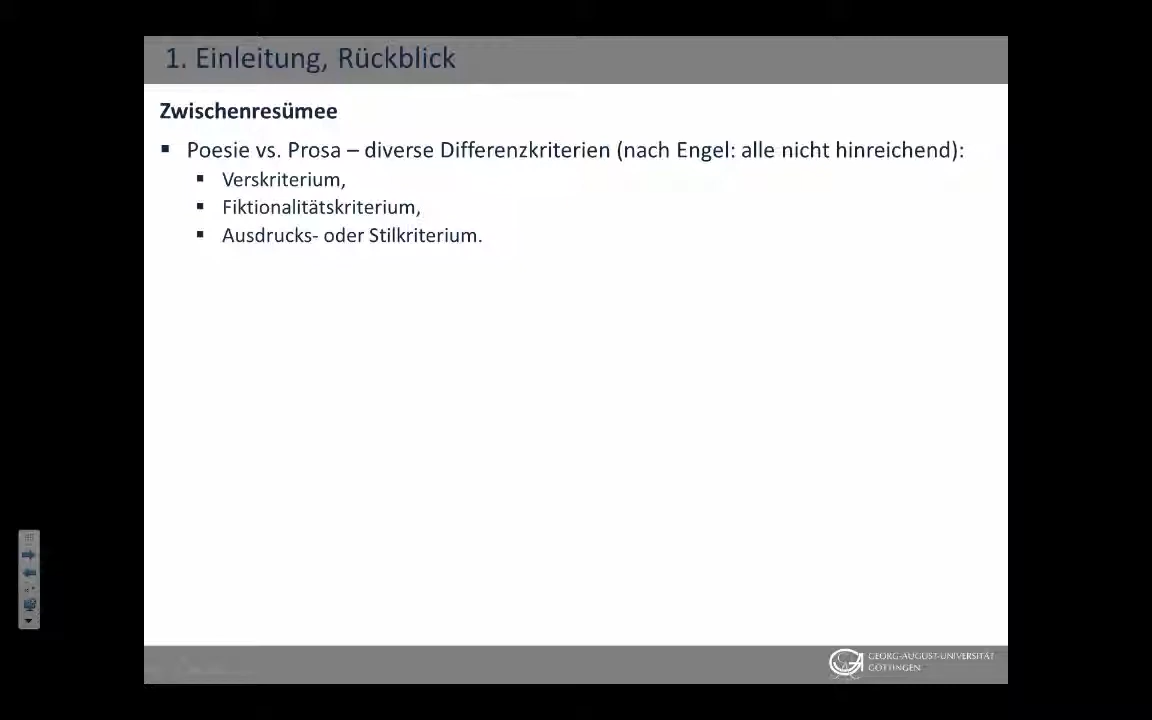 1. Einleitung, Rückblick
Zwischenresümee
▪ Poesie vs. Prosa – diverse Differenzkriterien (nach Engel: alle nicht hinreichend):
▪ Verskriterium,
▪ Fiktionalitätskriterium,
▪ Ausdrucks- oder Stilkriterium.
GEORG-AUGUST-UNIVERSITÄT
GÖTTINGEN